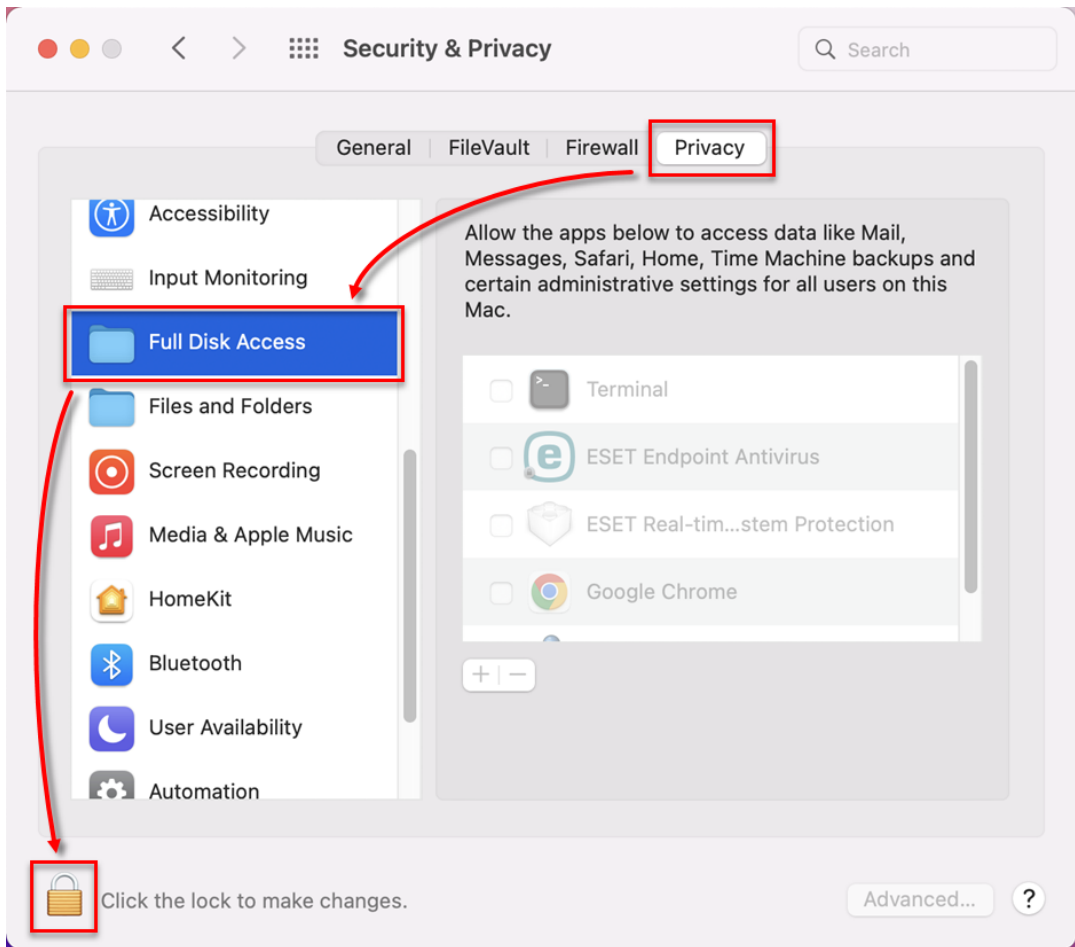 Security & Privacy
Search
General
FileVault
Firewall
Privacy
Accessibility
Input Monitoring
Full Disk Access
Files and Folders
Screen Recording
Media & Apple Music
HomeKit
Bluetooth
User Availability
Automation
Allow the apps below to access data like Mail,
Messages, Safari, Home, Time Machine backups and
certain administrative settings for all users on this
Mac.
Terminal
ESET Endpoint Antivirus
ESET Real-tim...stem Protection
Google Chrome
Click the lock to make changes.
Advanced...
?